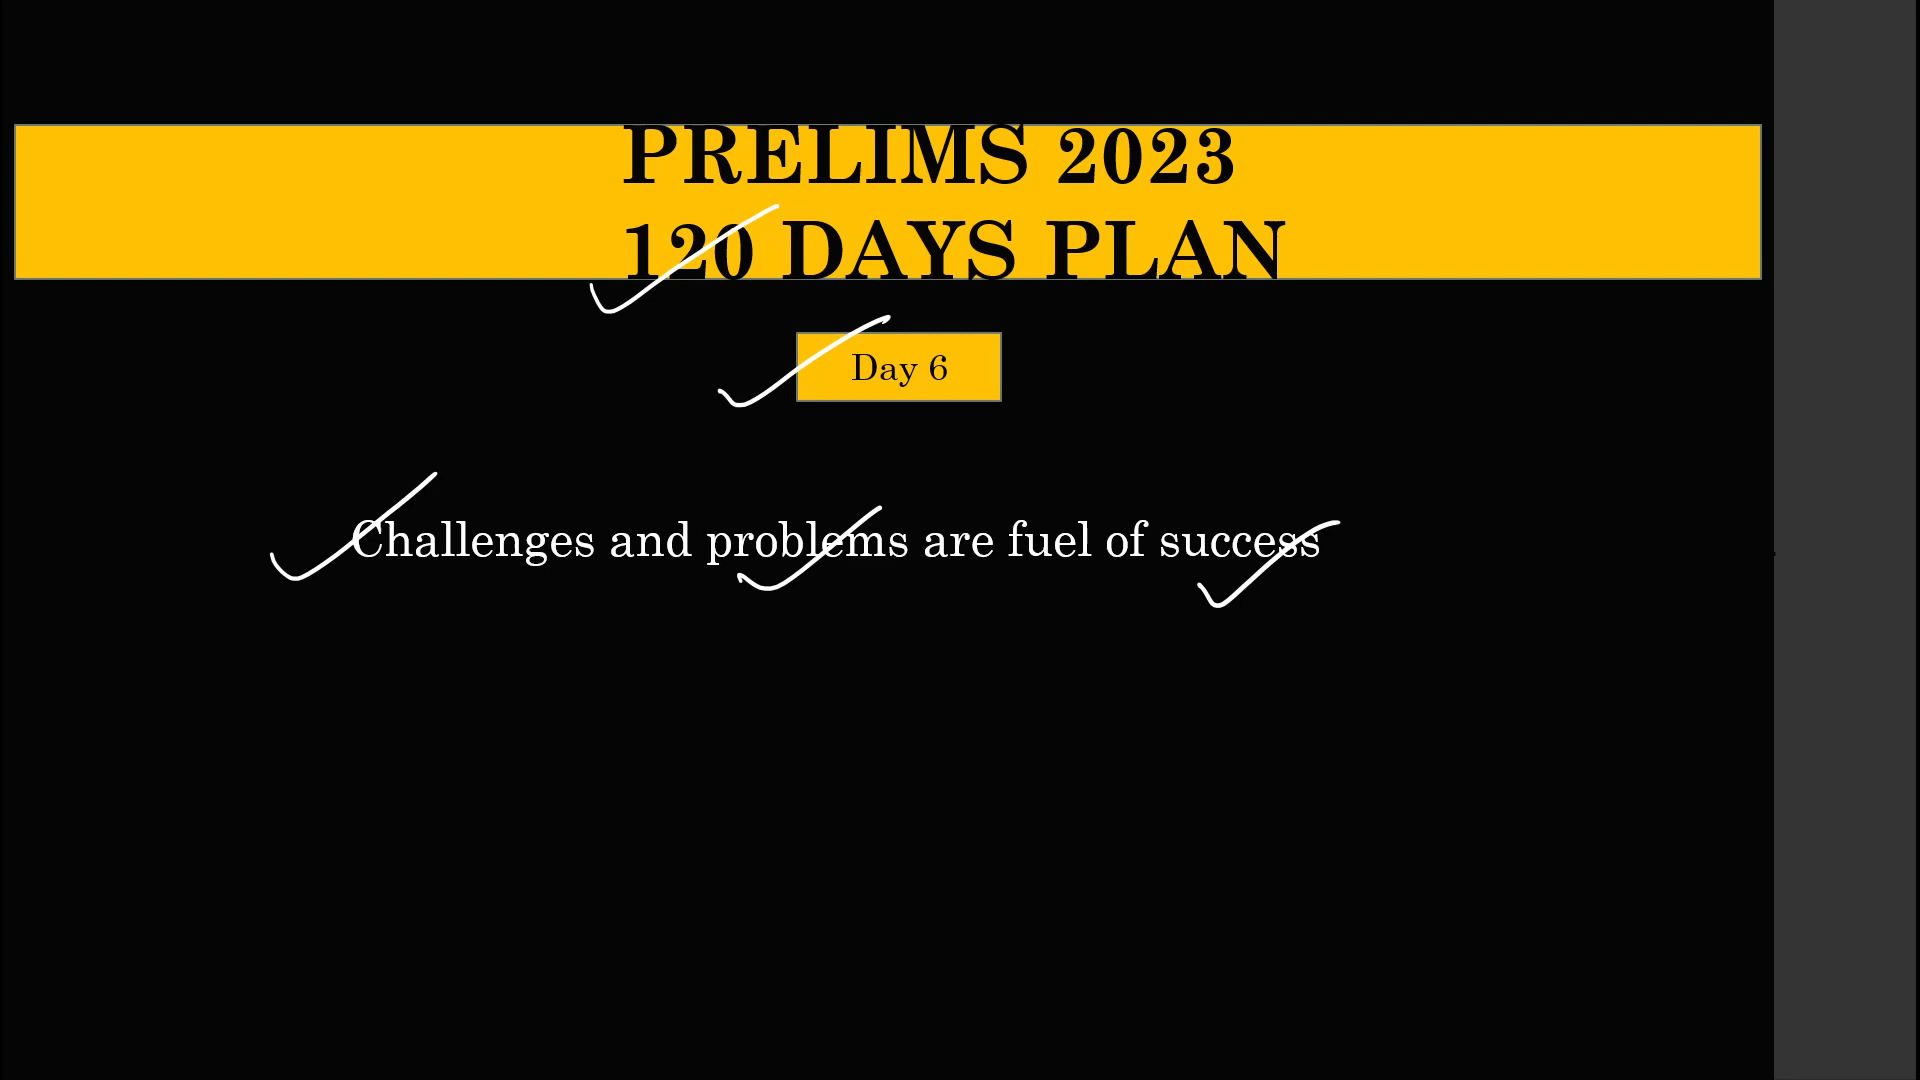 PRELIMS 2023
120 DAYS PLAN
Day 6
Challenges and problems are fuel of success